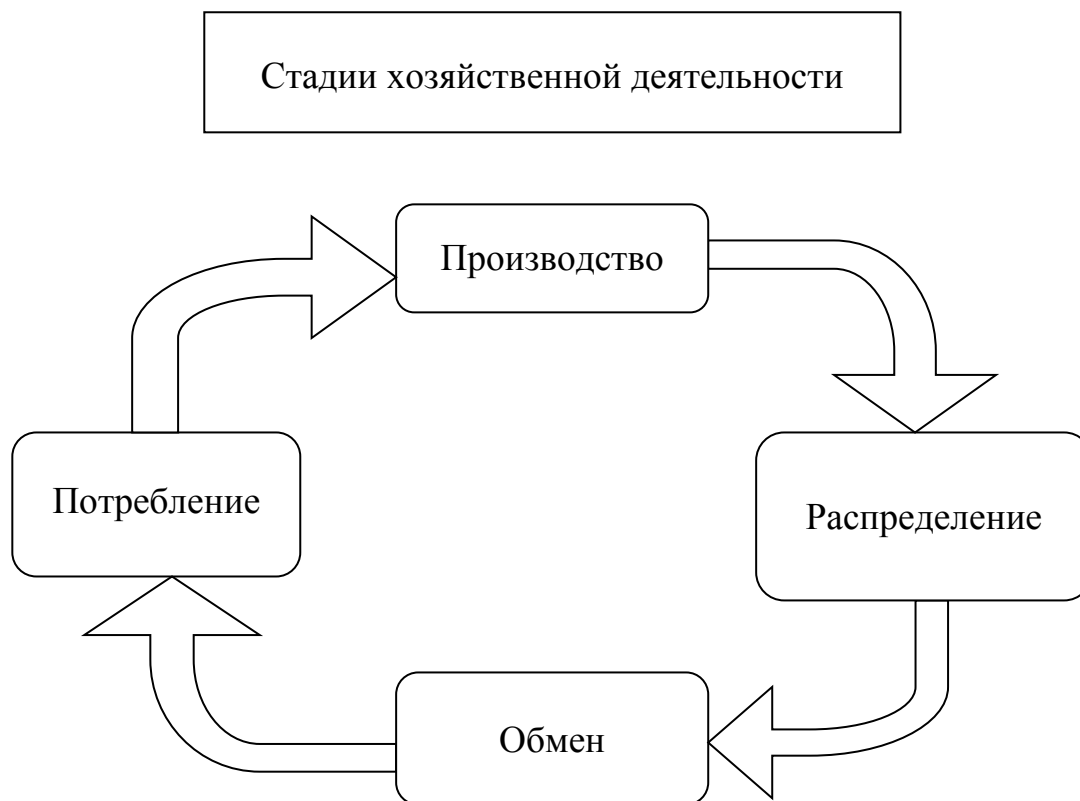 Стадии хозяйственной деятельности
Производство
Потребление
Распределение
Обмен